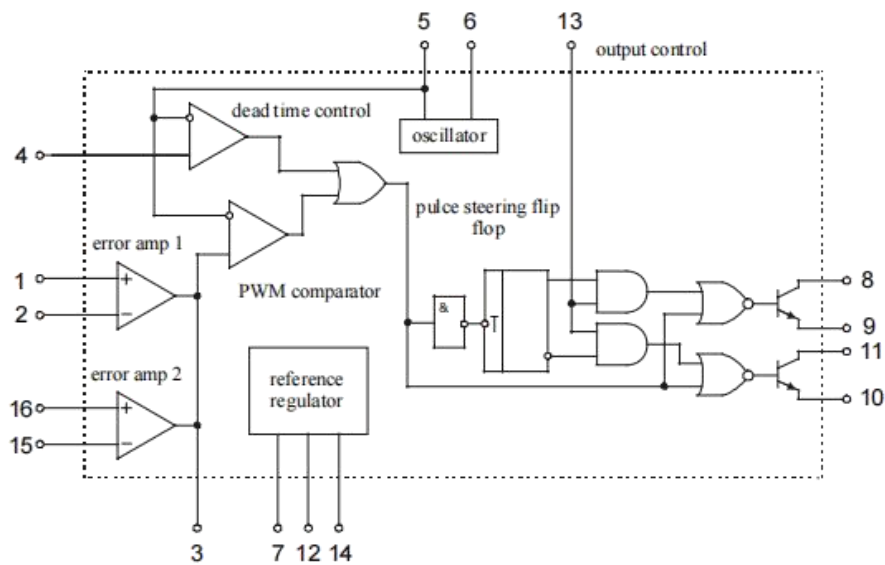 5 6 13
output control
dead time control
oscillator
4
pulce steering flip
flop
error amp 1
1
+
2
−
PWM comparator
&
T
8
9
11
10
error amp 2
16
+
15
−
reference
regulator
3 7 12 14